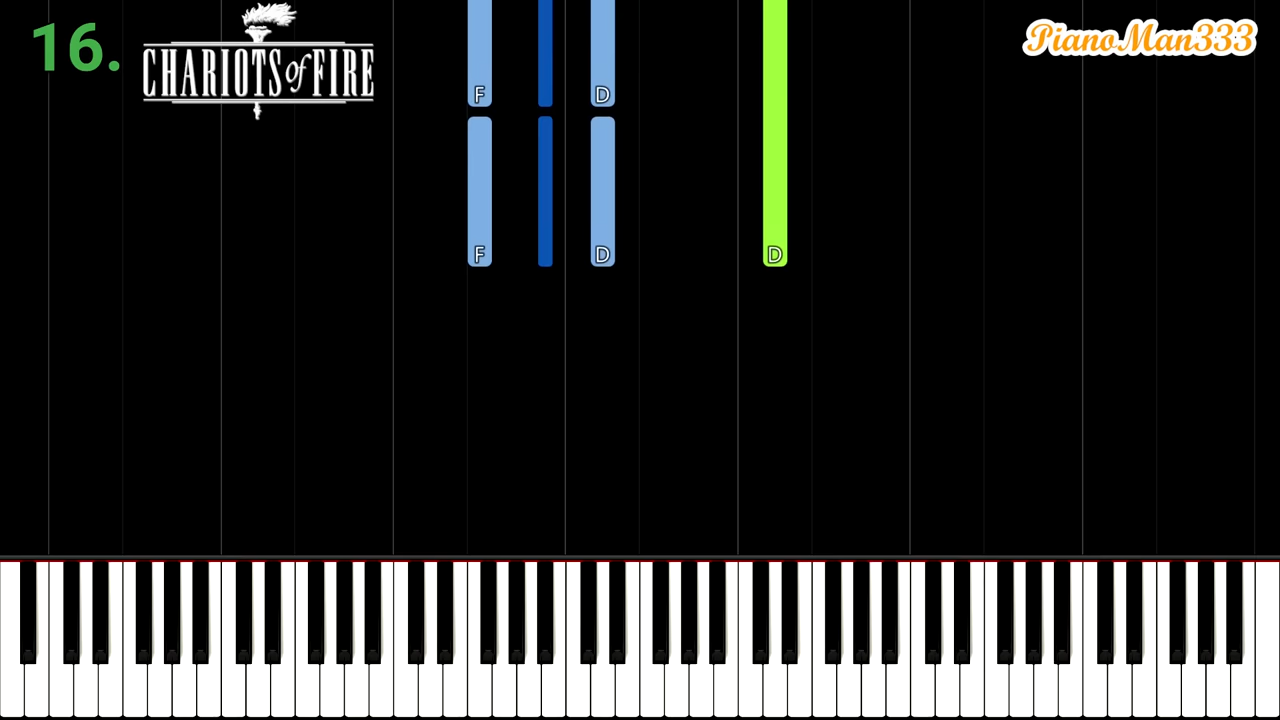 16.
CHARIOTS of FIRE
PianoMan333
F D
F D D